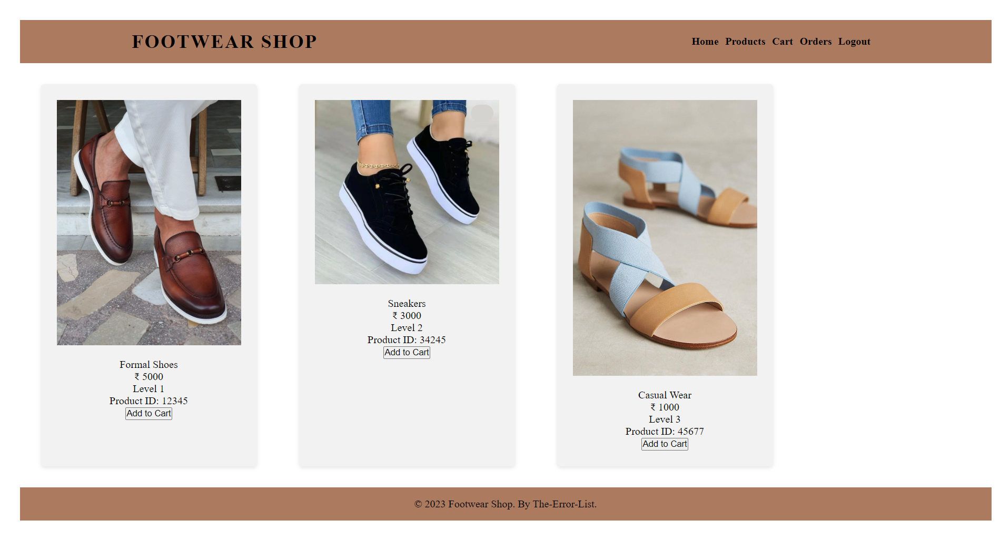 FOOTWEAR SHOP
Home Products Cart Orders Logout
Formal Shoes
₹ 5000
Level 1
Product ID: 12345
Add to Cart
Sneakers
₹ 3000
Level 2
Product ID: 34245
Add to Cart
Casual Wear
₹ 1000
Level 3
Product ID: 45677
Add to Cart
© 2023 Footwear Shop. By The-Error-List.